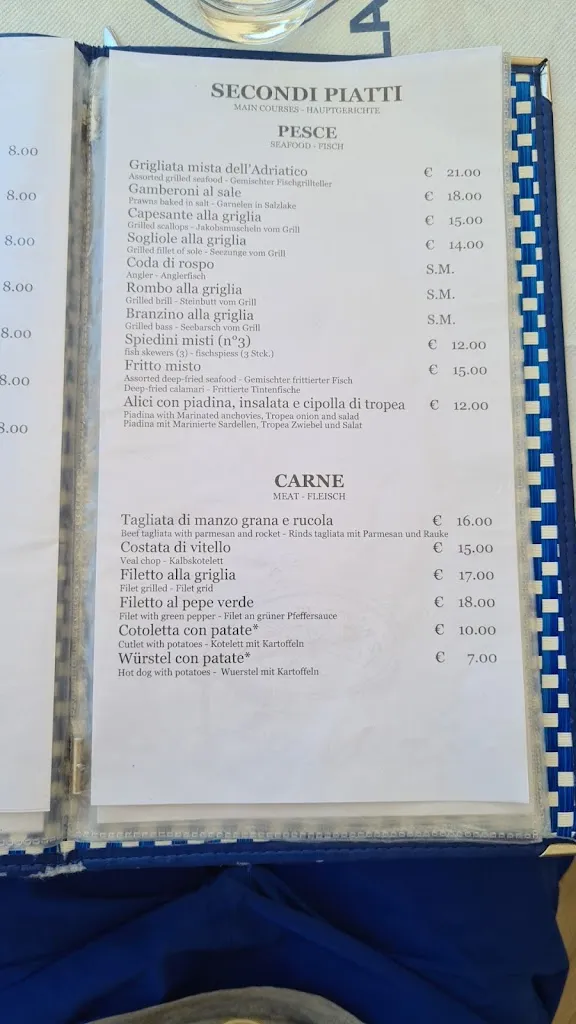 LA
SECONDI PIATTI
MAIN COURSES - HAUPTGERICHTE
PESCE
SEAFOOD - FISCH
Grigliata mista dell'Adriatico € 21.00
Assorted grilled seafood - Gemischter Fischgrillteller
Gamberoni al sale € 18.00
Prawns baked in salt - Garnelen in Salzlake
Capesante alla griglia € 15.00
Grilled scallops - Jakobsmuscheln vom Grill
Sogliole alla griglia € 14.00
Grilled fillet of sole - Seezunge vom Grill
Coda di rospo S.M.
Angler - Anglerfisch
Rombo alla griglia S.M.
Grilled brill - Steinbutt vom Grill
Branzino alla griglia S.M.
Grilled bass - Seebarsch vom Grill
Spiedini misti (n°3) € 12.00
fish skewers (3) - fischspiess (3 Stck.)
Fritto misto € 15.00
Assorted deep-fried seafood - Gemischter frittierter Fisch
Deep-fried calamari - Frittierte Tintenfische
Alici con piadina, insalata e cipolla di tropea € 12.00
Piadina with Marinated anchovies, Tropea onion and salad
Piadina mit Marinierte Sardellen, Tropea Zwiebel und Salat
CARNE
MEAT - FLEISCH
Tagliata di manzo grana e rucola € 16.00
Beef tagliata with parmesan and rocket - Rinds tagliata mit Parmesan und Rauke
Costata di vitello € 15.00
Veal chop - Kalbskotelett
Filetto alla griglia € 17.00
Filet grilled - Filet grid
Filetto al pepe verde € 18.00
Filet with green pepper - Filet an grüner Pfeffersauce
Cotoletta con patate* € 10.00
Cutlet with potatoes - Kotelett mit Kartoffeln
Würstel con patate* € 7.00
Hot dog with potatoes - Wuerstel mit Kartoffeln
8.00
8.00
8.00
8.00
8.00
8.00
8.00